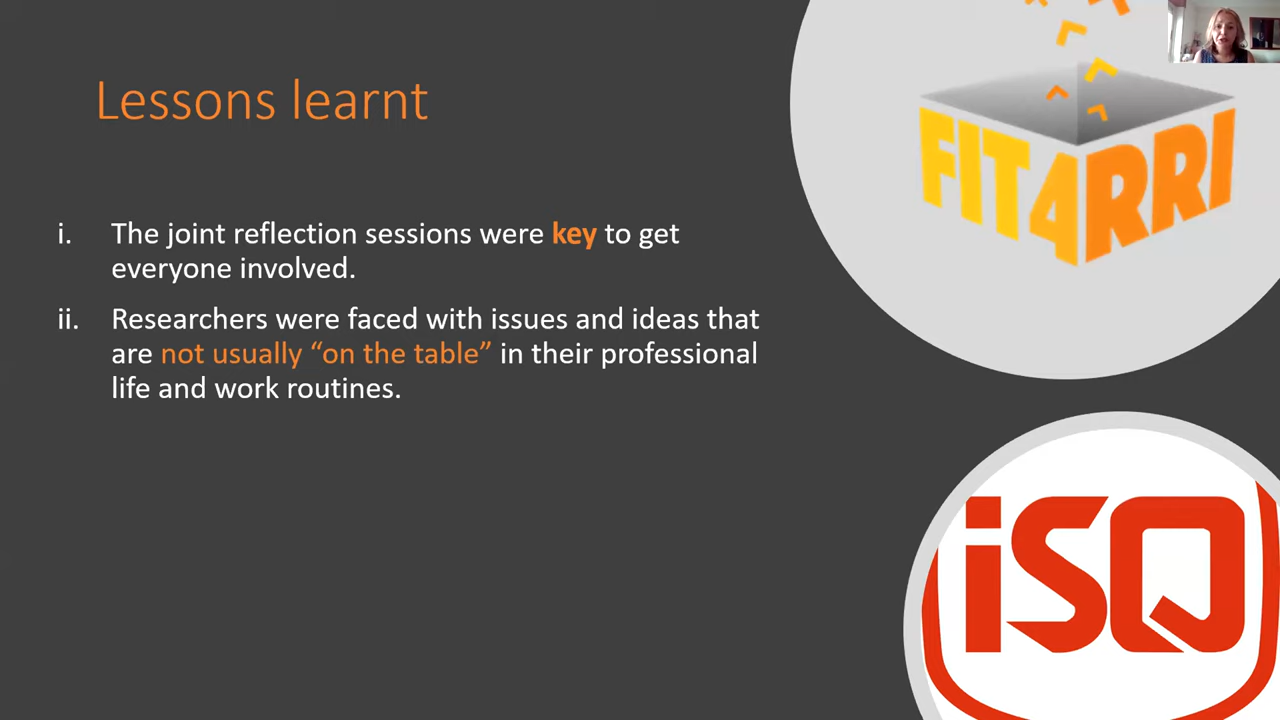 Lessons learnt
FIT4RRI
i. The joint reflection sessions were key to get
everyone involved.
ii. Researchers were faced with issues and ideas that
are not usually “on the table” in their professional
life and work routines.
iSQ